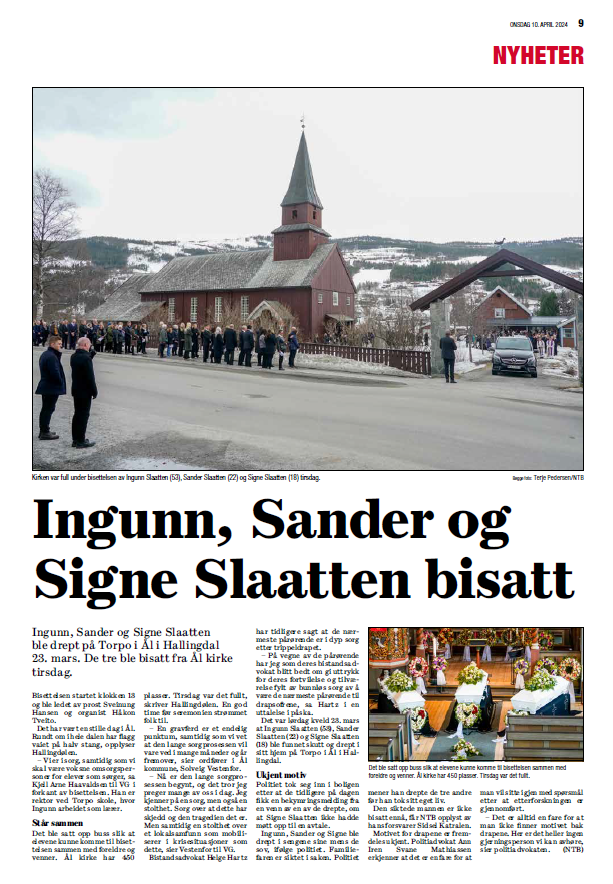 ONSDAG 10. APRIL 2024 9
NYHETER
Kirken var full under bisettelsen av Ingunn Slaatten (53), Sander Slaatten (22) og Signe Slaatten (18) tirsdag.
Begge foto: Terje Pedersen/NTB
Ingunn, Sander og
Signe Slaatten bisatt
Ingunn, Sander og Signe Slaatten
ble drept på Torpo i Ål i Hallingdal
23. mars. De tre ble bisatt fra Ål kirke
tirsdag.
Bisettelsen startet klokken 13
og ble ledet av prost Sveinung
Hansen og organist Håkon
Tveito.
Det har vært en stille dag i Ål.
Rundt om i hele dalen har flagg
vaiet på halv stang, opplyser
Hallingdølen.
– Vi er i sorg, samtidig som vi
skal være voksne omsorgsper-
soner for elever som sørger, sa
Kjell Arne Haavaldsen til VG i
forkant av bisettelsen. Han er
rektor ved Torpo skole, hvor
Ingunn arbeidet som lærer.
Står sammen
Det ble satt opp buss slik at
elevene kunne komme til biset-
telsen sammen med foreldre og
venner. Ål kirke har 450
plasser. Tirsdag var det fullt,
skriver Hallingdølen. En god
time før seremonien strømmet
folk til.
– En gravferd er et endelig
punktum, samtidig som vi vet
at den lange sorgprosessen vil
vare ved i mange måneder og år
fremover, sier ordfører i Ål
kommune, Solveig Vestenfor.
– Nå er den lange sorgpro-
sessen begynt, og det tror jeg
preger mange av oss i dag. Jeg
kjenner på en sorg, men også en
stolthet. Sorg over at dette har
skjedd og den tragedien det er.
Men samtidig en stolthet over
et lokalsamfunn som mobili-
serer i krisesituasjoner som
dette, sier Vestenfor til VG.
Bistandsadvokat Helge Hartz
har tidligere sagt at de nær-
meste pårørende er i dyp sorg
etter trippeldrapet.
– På vegne av de pårørende
har jeg som deres bistandsad-
vokat blitt bedt om gi uttrykk
for deres fortvilelse og tilvæ-
relse fylt av bunnløs sorg av å
være de nærmeste pårørende til
drapsofrene, sa Hartz i en
uttalelse i påska.
Det var lørdag kveld 23. mars
at Ingunn Slaatten (53), Sander
Slaatten (22) og Signe Slaatten
(18) ble funnet skutt og drept i
sitt hjem på Torpo i Ål i Hal-
lingdal.
Ukjent motiv
Politiet tok seg inn i boligen
etter at de tidligere på dagen
fikk en bekymringsmelding fra
en venn av en av de drepte, om
at Signe Slaatten ikke hadde
møtt opp til en avtale.
Ingunn, Sander og Signe ble
drept i sengene sine mens de
sov, ifølge politiet. Familie-
faren er siktet i saken. Politiet
Det ble satt opp buss slik at elevene kunne komme til bisettelsen sammen med
foreldre og venner. Ål kirke har 450 plasser. Tirsdag var det fullt.
mener han drepte de tre andre
før han tok sitt eget liv.
Den siktede mannen er ikke
bisatt ennå, får NTB opplyst av
hans forsvarer Sidsel Katralen.
Motivet for drapene er frem-
deles ukjent. Politiadvokat Ann
Iren Svane Mathiassen
erkjenner at det er en fare for at
man vil sitte igjen med spørsmål
etter at etterforskningen er
gjennomført.
– Det er alltid en fare for at
man ikke finner motivet bak
drapene. Her er det heller ingen
gjerningsperson vi kan avhøre,
sier politiadvokaten. (NTB)